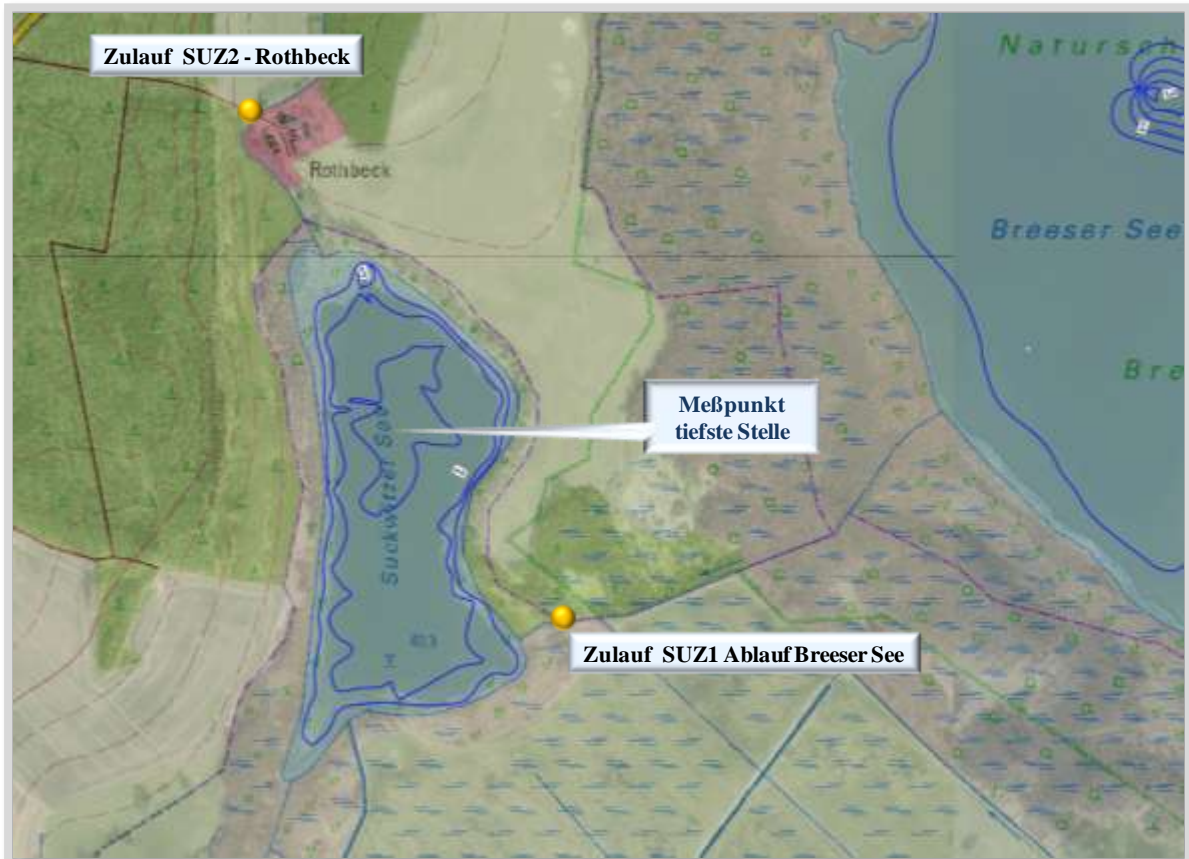 Natursch
Zulauf SUZ2 - Rothbeck
Rothbeck
Breeser See
Bre
Meßpunkt
tiefste Stelle
Suckwitzer See
Zulauf SUZ1 Ablauf Breeser See